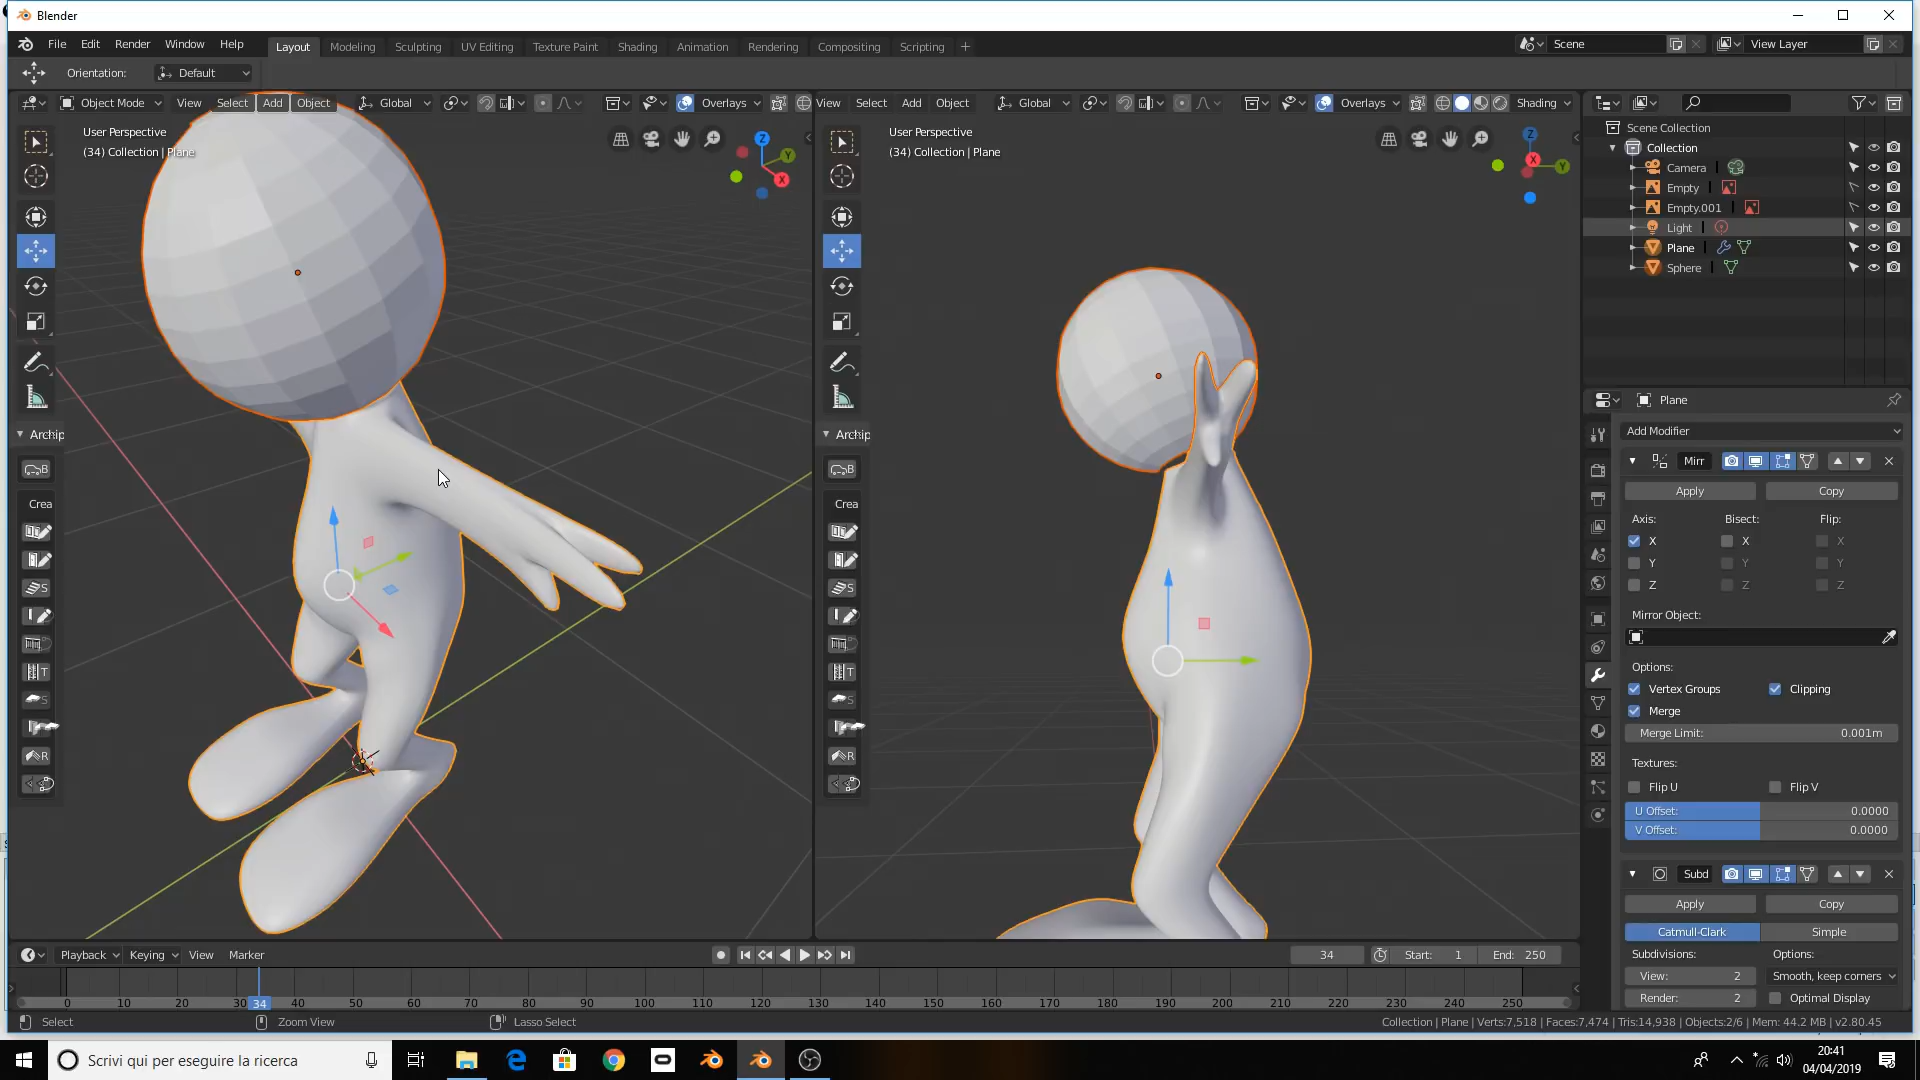 Blender
File Edit Render Window Help Layout Modeling Sculpting UV Editing Texture Paint Shading Animation Rendering Compositing Scripting + Scene View Layer
Orientation: Default
Object Mode View Select Add Object Global Overlays
View Select Add Object Global Overlays Shading
User Perspective
(34) Collection | Plane
Z Y X
Archip
B
Crea
S
T
S
R
User Perspective
(34) Collection | Plane
Z Y X
Archip
B
Crea
S
T
S
R
Scene Collection
Collection
Camera
Empty
Empty.001
Light
Plane
Sphere
Plane
Add Modifier
Mirr
Apply Copy
Axis: Bisect: Flip:
X X X
Y Y Y
Z Z Z
Mirror Object:
Options:
Vertex Groups Clipping
Merge
Merge Limit: 0.001m
Textures:
Flip U Flip V
U Offset: 0.0000
V Offset: 0.0000
Subd
Apply Copy
Catmull-Clark Simple
Subdivisions: Options:
View: 2 Smooth, keep corners
Render: 2 Optimal Display
Playback Keying View Marker 34 Start: 1 End: 250
0 10 20 30 34 40 50 60 70 80 90 100 110 120 130 140 150 160 170 180 190 200 210 220 230 240 250
Select Zoom View Lasso Select Collection | Plane | Verts:7,518 | Faces:7,474 | Tris:14,938 | Objects:2/6 | Mem: 44.2 MB | v2.80.45
Scrivi qui per eseguire la ricerca
20:41
04/04/2019